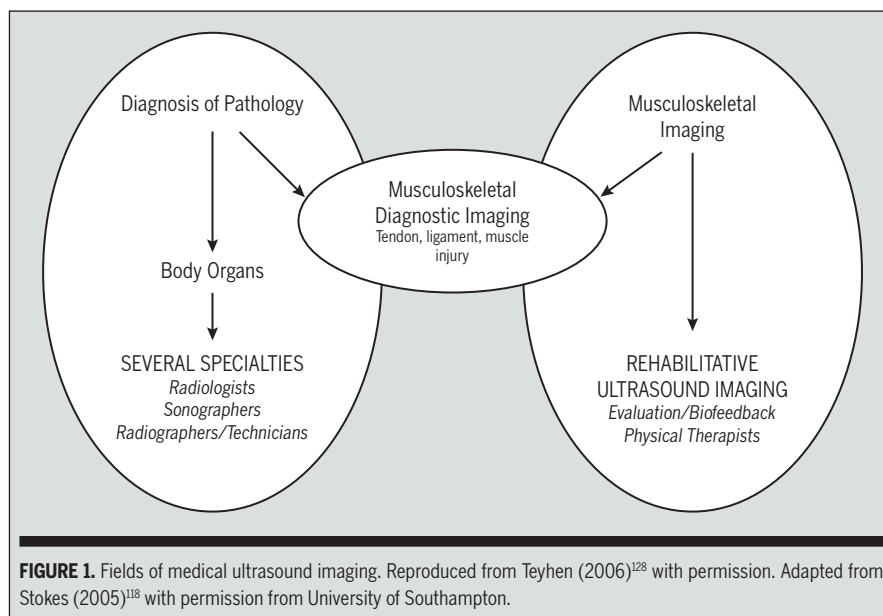 Diagnosis of Pathology
Body Organs
SEVERAL SPECIALTIES
Radiologists
Sonographers
Radiographers/Technicians
Musculoskeletal
Diagnostic Imaging
Tendon, ligament, muscle
injury
Musculoskeletal
Imaging
REHABILITATIVE
ULTRASOUND IMAGING
Evaluation/Biofeedback
Physical Therapists
FIGURE 1. Fields of medical ultrasound imaging. Reproduced from Teyhen (2006)128 with permission. Adapted from
Stokes (2005)118 with permission from University of Southampton.